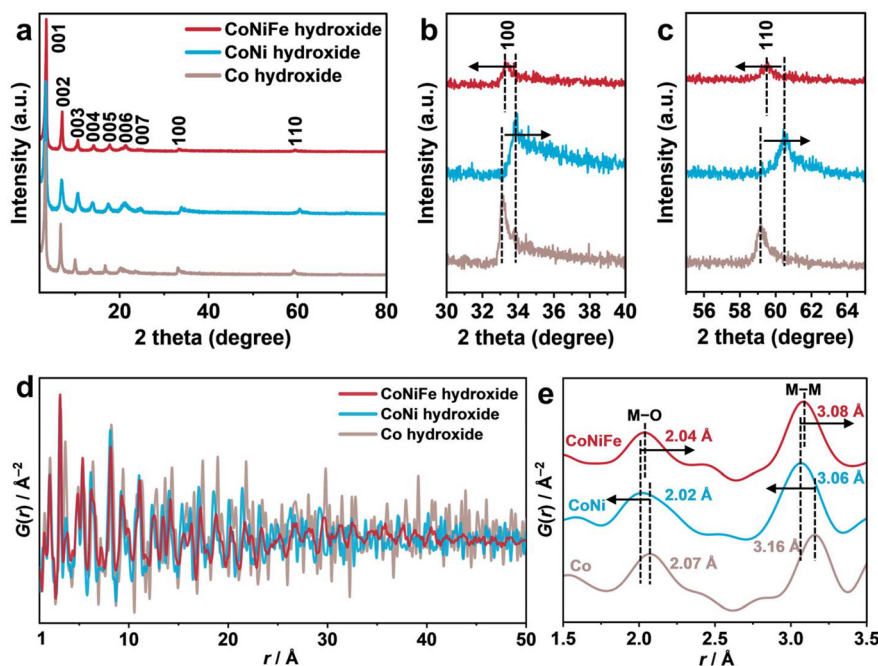 a
CoNiFe hydroxide
CoNi hydroxide
Co hydroxide
001
002
003
004
005
006
007
100
110
Intensity (a.u.)
20 40 60 80
2 theta (degree)
b
100
Intensity (a.u.)
30 32 34 36 38 40
2 theta (degree)
c
110
Intensity (a.u.)
56 58 60 62 64
2 theta (degree)
d
CoNiFe hydroxide
CoNi hydroxide
Co hydroxide
G(r) / Å⁻²
1 10 20 30 40 50
r / Å
e
M–O
M–M
CoNiFe
2.04 Å
3.08 Å
CoNi
2.02 Å
3.06 Å
Co
2.07 Å
3.16 Å
G(r) / Å⁻²
1.5 2.0 2.5 3.0 3.5
r / Å